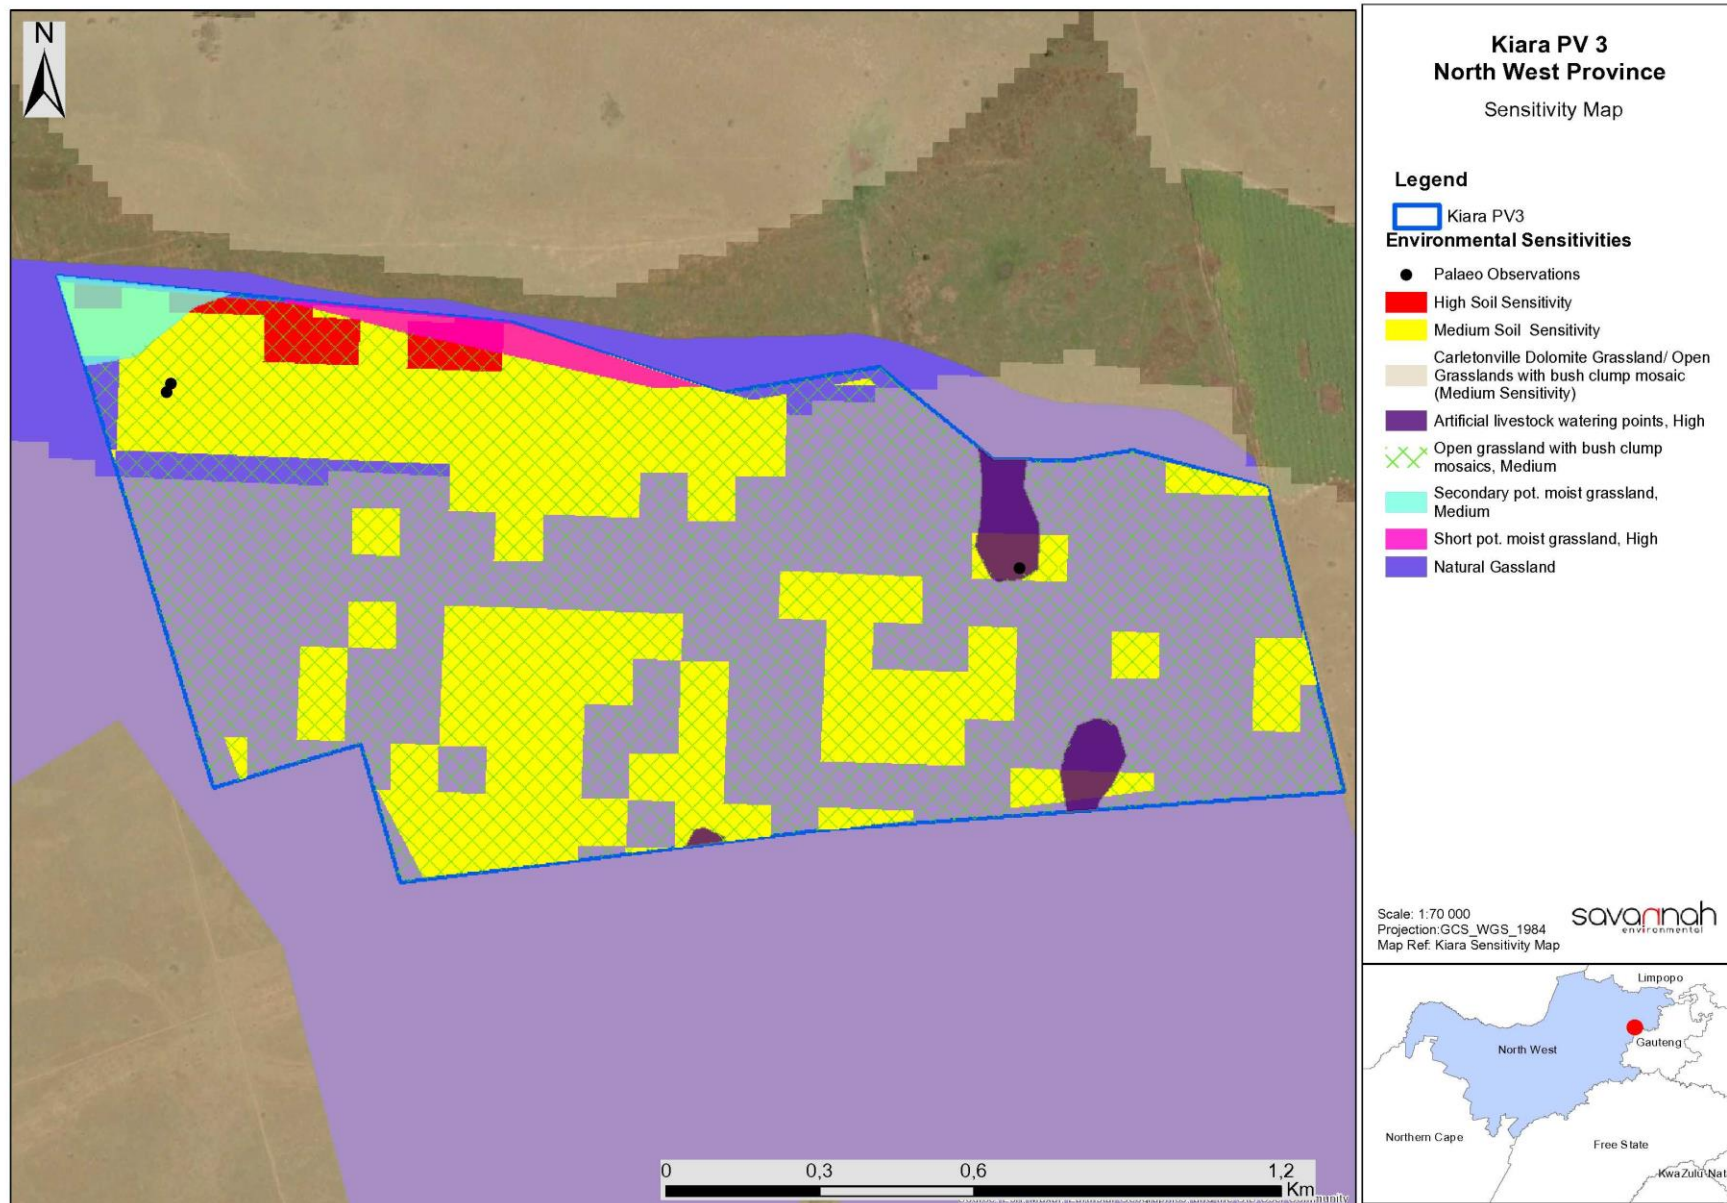 N
Kiara PV 3
North West Province
Sensitivity Map
Legend
Kiara PV3
Environmental Sensitivities
Palaeo Observations
High Soil Sensitivity
Medium Soil Sensitivity
Carletonville Dolomite Grassland/ Open
Grasslands with bush clump mosaic
(Medium Sensitivity)
Artificial livestock watering points, High
Open grassland with bush clump
mosaics, Medium
Secondary pot. moist grassland,
Medium
Short pot. moist grassland, High
Natural Gassland
Scale: 1:70 000
Projection:GCS_WGS_1984
Map Ref: Kiara Sensitivity Map
savannah
environmental
Limpopo
North West
Gauteng
Northern Cape
Free State
KwaZulu-Nat
0 0,3 0,6 1,2
Km